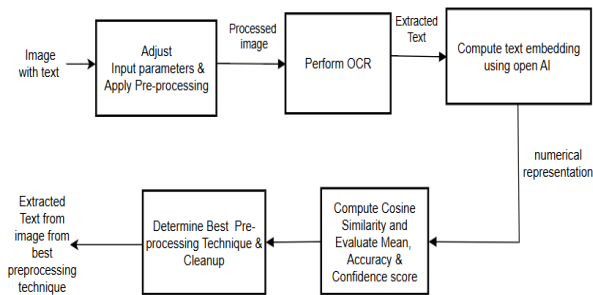 Image
with text
Adjust
Input parameters &
Apply Pre-processing
Processed
image
Perform OCR
Extracted
Text
Compute text embedding
using open AI
numerical
representation
Compute Cosine
Similarity and
Evaluate Mean,
Accuracy &
Confidence score
Determine Best Pre-
processing Technique &
Cleanup
Extracted
Text from
image from
best
preprocessing
technique